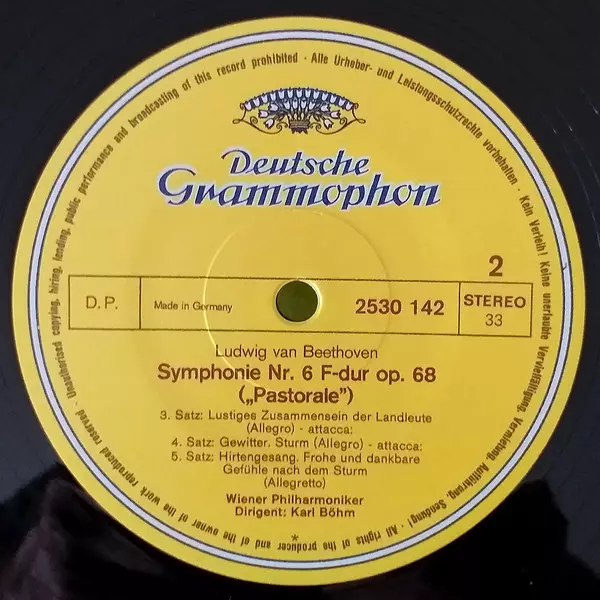 Deutsche
Grammophon
2
D.P.
Made in Germany
2530 142
STEREO
33
Ludwig van Beethoven
Symphonie Nr. 6 F-dur op. 68
(„Pastorale")
3. Satz: Lustiges Zusammensein der Landleute
(Allegro) - attacca:
4. Satz: Gewitter. Sturm (Allegro) - attacca:
5. Satz: Hirtengesang. Frohe und dankbare
Gefühle nach dem Sturm
(Allegretto)
Wiener Philharmoniker
Dirigent: Karl Böhm
Alle Urheber- und Leistungsschutzrechte vorbehalten · Kein Verleih! Keine unerlaubte Vervielfältigung, Vermietung, Aufführung, Sendung! · All rights of the producer and of the owner of the work reproduced reserved · Unauthorised copying, hiring, lending, public performance and broadcasting of this record prohibited ·